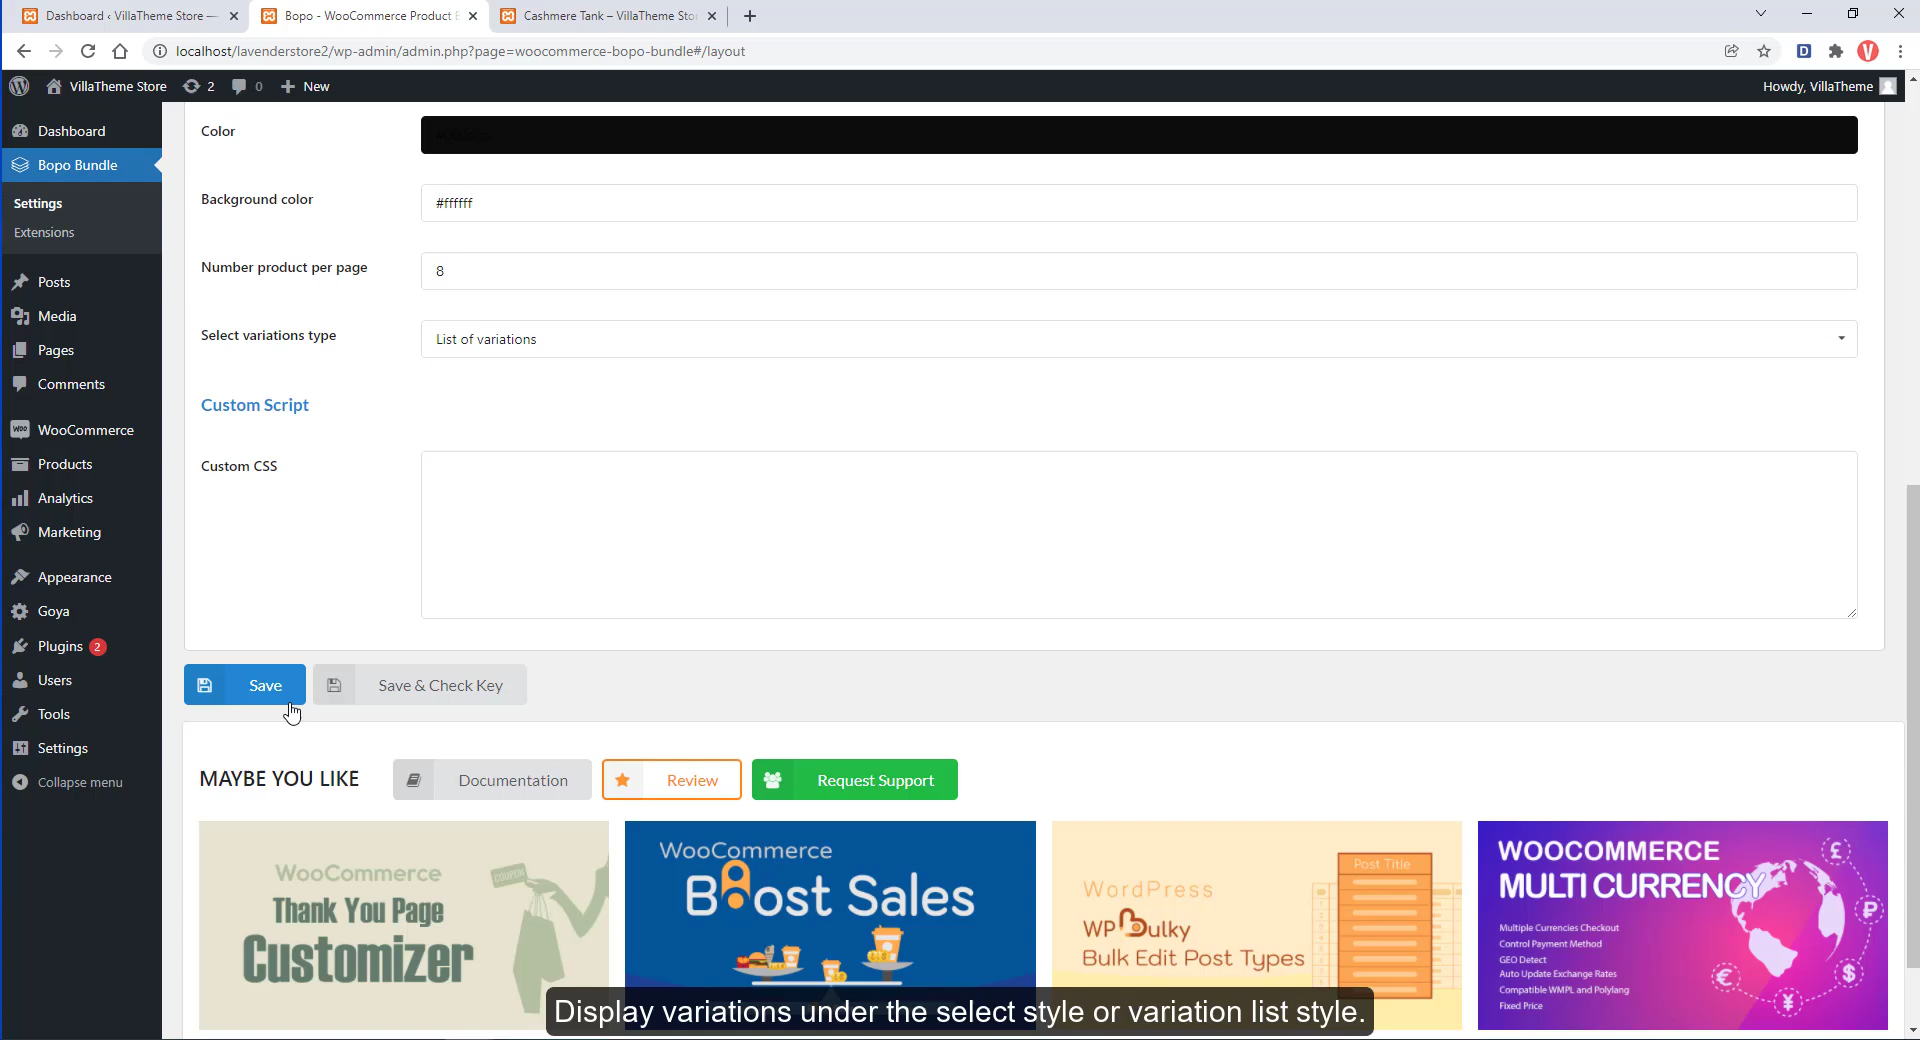 Dashboard ‹ VillaTheme Store —
Bopo - WooCommerce Product B
Cashmere Tank – VillaTheme Sto
localhost/lavenderstore2/wp-admin/admin.php?page=woocommerce-bopo-bundle#/layout
D
V
VillaTheme Store
2
0
New
Howdy, VillaTheme
Dashboard
Bopo Bundle
Settings
Extensions
Posts
Media
Pages
Comments
WooCommerce
Products
Analytics
Marketing
Appearance
Goya
Plugins 2
Users
Tools
Settings
Collapse menu
Color
Background color
#ffffff
Number product per page
8
Select variations type
List of variations
Custom Script
Custom CSS
Save
Save & Check Key
MAYBE YOU LIKE
Documentation
Review
Request Support
WooCommerce
Thank You Page
Customizer
COUPON
WooCommerce
Boost Sales
WordPress
WP Bulky
Bulk Edit Post Types
Post Title
WOOCOMMERCE
MULTI CURRENCY
Multiple Currencies Checkout
Control Payment Method
GEO Detect
Auto Update Exchange Rates
Compatible WMPL and Polylang
Fixed Price
Display variations under the select style or variation list style.